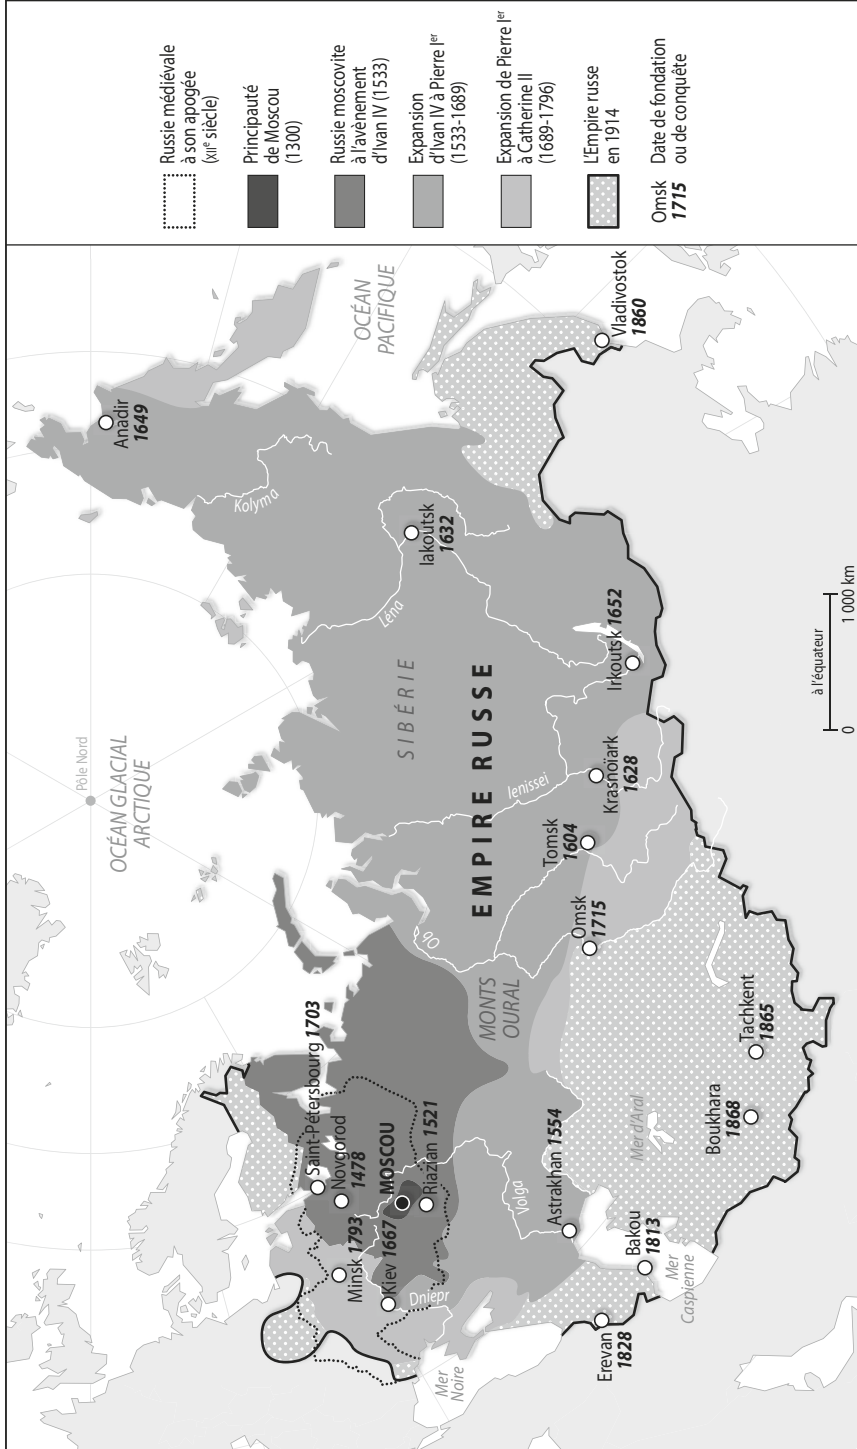 Russie médiévale
à son apogée
(XIIe siècle)
Principauté
de Moscou
(1300)
Russie moscovite
à l'avènement
d'Ivan IV (1533)
Expansion
d'Ivan IV à Pierre Ier
(1533-1689)
Expansion de Pierre Ier
à Catherine II
(1689-1796)
L'Empire russe
en 1914
Omsk
1715
Date de fondation
ou de conquête
Pôle Nord
OCÉAN GLACIAL
ARCTIQUE
OCÉAN
PACIFIQUE
Anadir
1649
Kolyma
Iakoutsk
1632
Léna
SIBÉRIE
EMPIRE RUSSE
Ienissei
Irkoutsk 1652
Krasnoïark
1628
Tomsk
1604
Omsk
1715
Ob
MONTS
OURAL
Vladivostok
1860
Saint-Pétersbourg 1703
Novgorod
1478
MOSCOU
Riazian 1521
Minsk 1793
Kiev 1667
Dniepr
Volga
Astrakhan 1554
Mer
Noire
Mer
Caspienne
Mer d'Aral
Bakou
1813
Erevan
1828
Boukhara
1868
Tachkent
1865
à l'équateur
0
1 000 km